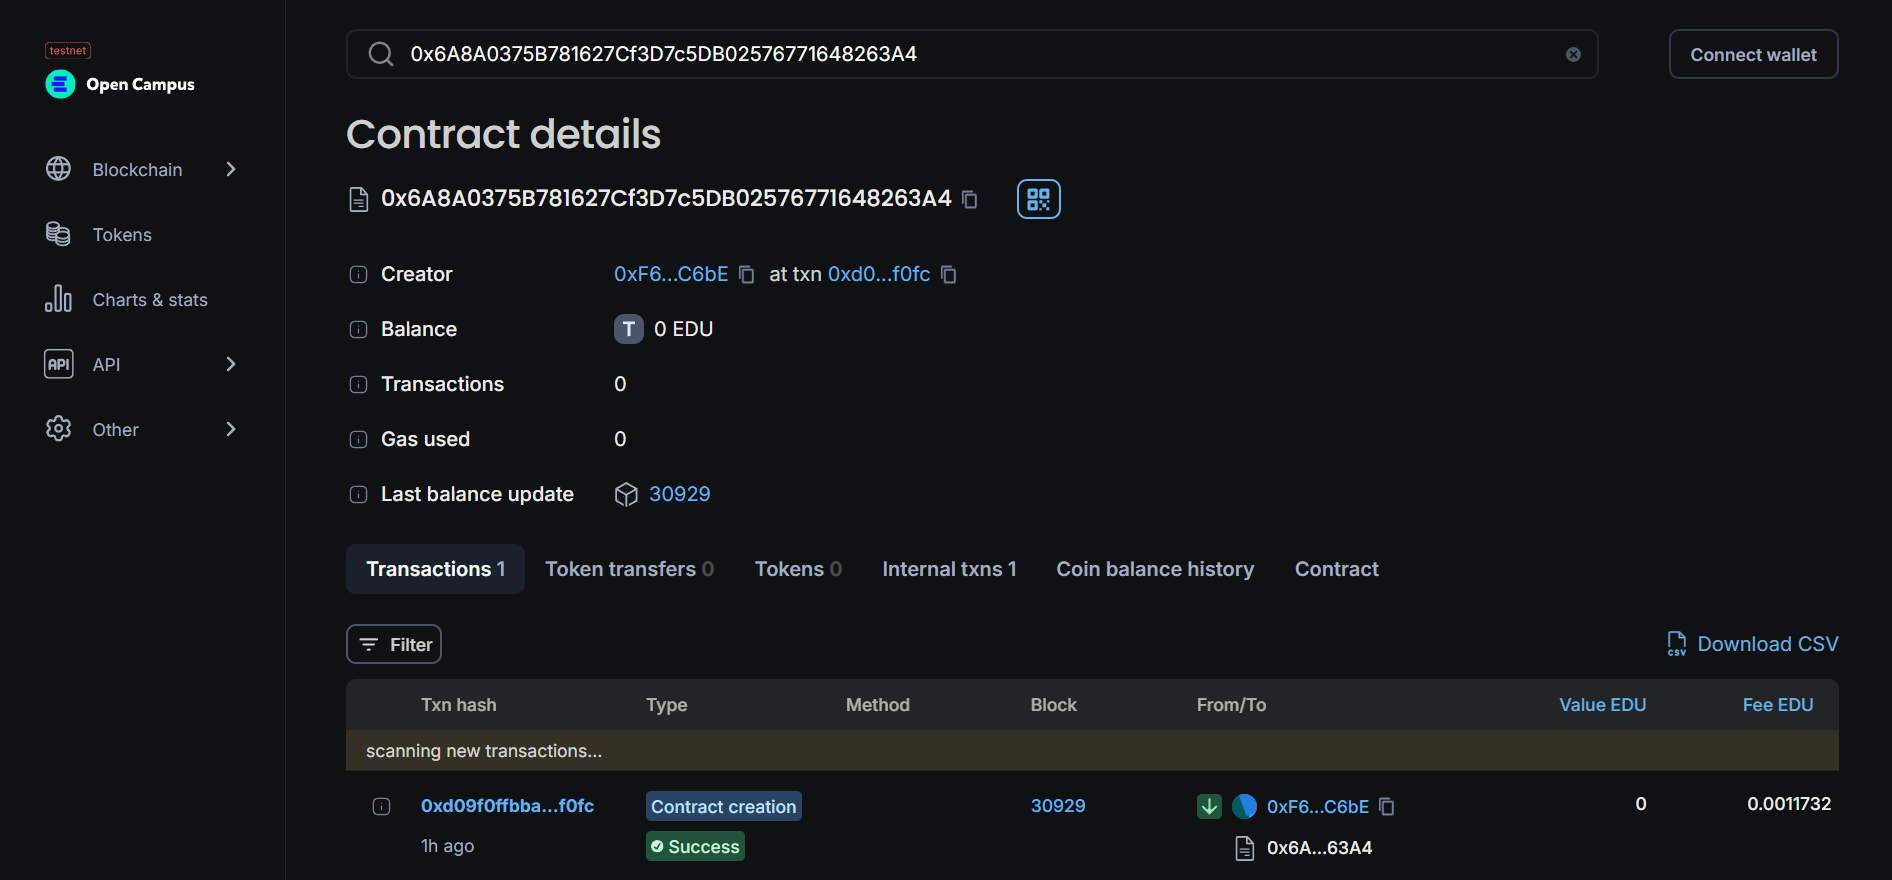 testnet
Open Campus
Blockchain
Tokens
Charts & stats
API API
Other
0x6A8A0375B781627Cf3D7c5DB02576771648263A4
Connect wallet
Contract details
0x6A8A0375B781627Cf3D7c5DB02576771648263A4
Creator 0xF6...C6bE at txn 0xd0...f0fc
Balance T 0 EDU
Transactions 0
Gas used 0
Last balance update 30929
Transactions 1 Token transfers 0 Tokens 0 Internal txns 1 Coin balance history Contract
Filter CSV Download CSV
Txn hash Type Method Block From/To Value EDU Fee EDU
scanning new transactions...
0xd09f0ffbba...f0fc Contract creation 30929 0xF6...C6bE 0 0.0011732
1h ago Success 0x6A...63A4